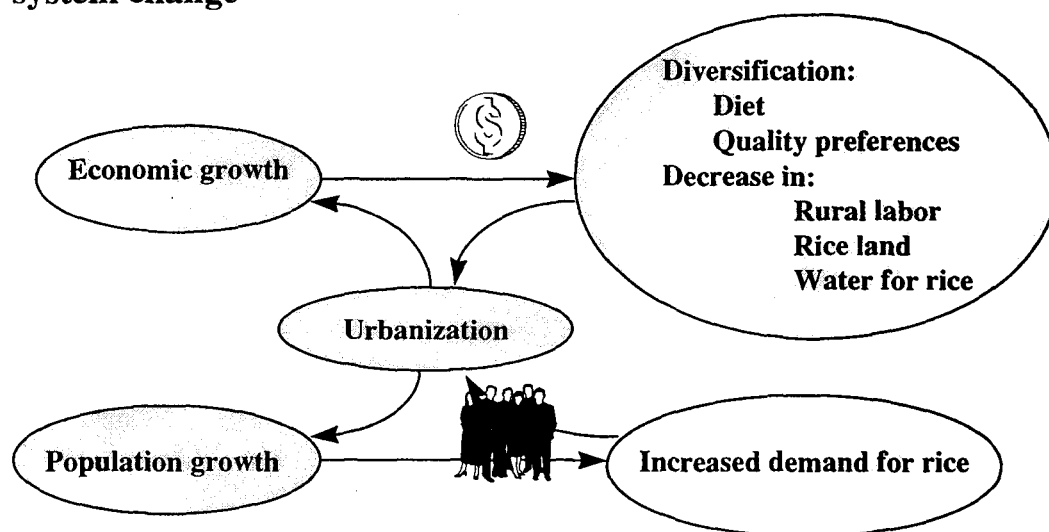 system change
Diversification:
Diet
Quality preferences
Decrease in:
Rural labor
Rice land
Water for rice
$
Economic growth
Urbanization
Population growth
Increased demand for rice